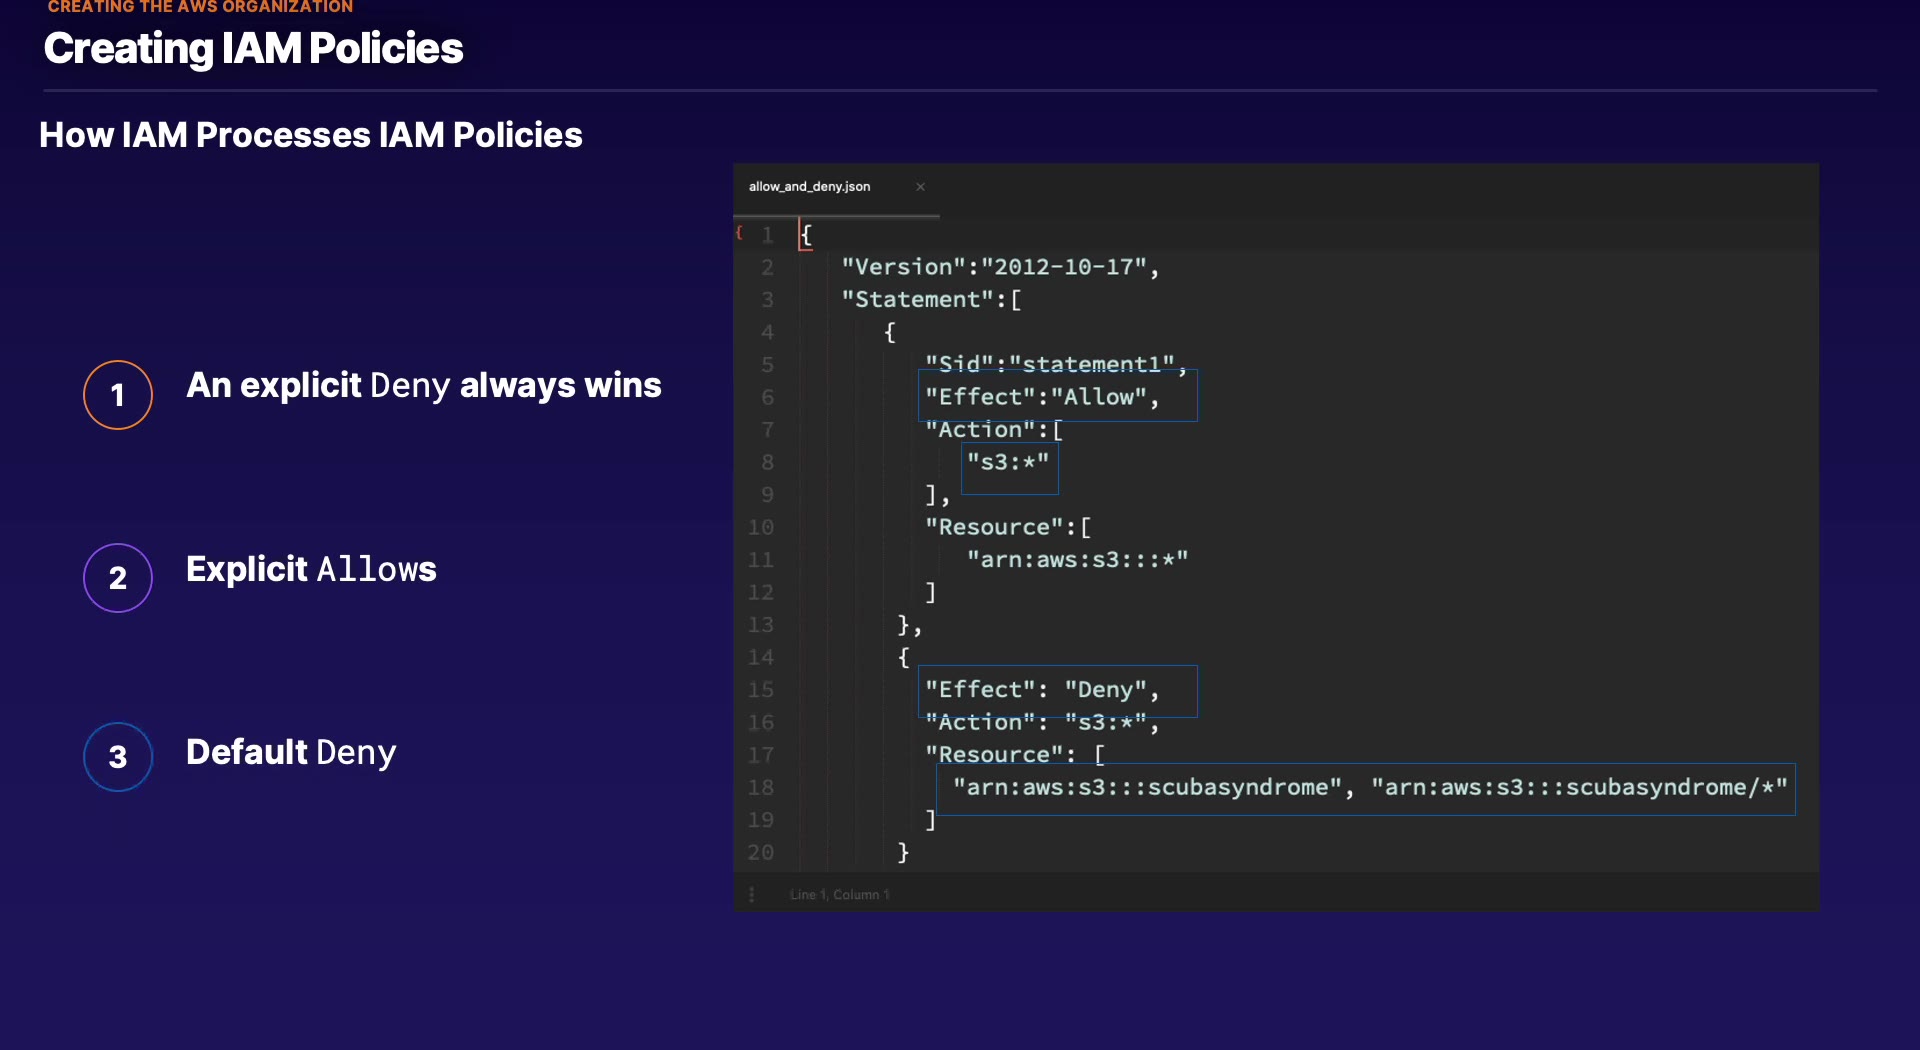 CREATING THE AWS ORGANIZATION
Creating IAM Policies
How IAM Processes IAM Policies
1 An explicit Deny always wins
2 Explicit Allows
3 Default Deny
allow_and_deny.json ×
{ 1 {
2 "Version":"2012-10-17",
3 "Statement":[
4 {
5 "Sid":"statement1",
6 "Effect":"Allow",
7 "Action":[
8 "s3:*"
9 ],
10 "Resource":[
11 "arn:aws:s3:::*"
12 ]
13 },
14 {
15 "Effect": "Deny",
16 "Action": "s3:*",
17 "Resource": [
18 "arn:aws:s3:::scubasyndrome", "arn:aws:s3:::scubasyndrome/*"
19 ]
20 }
Line 1, Column 1